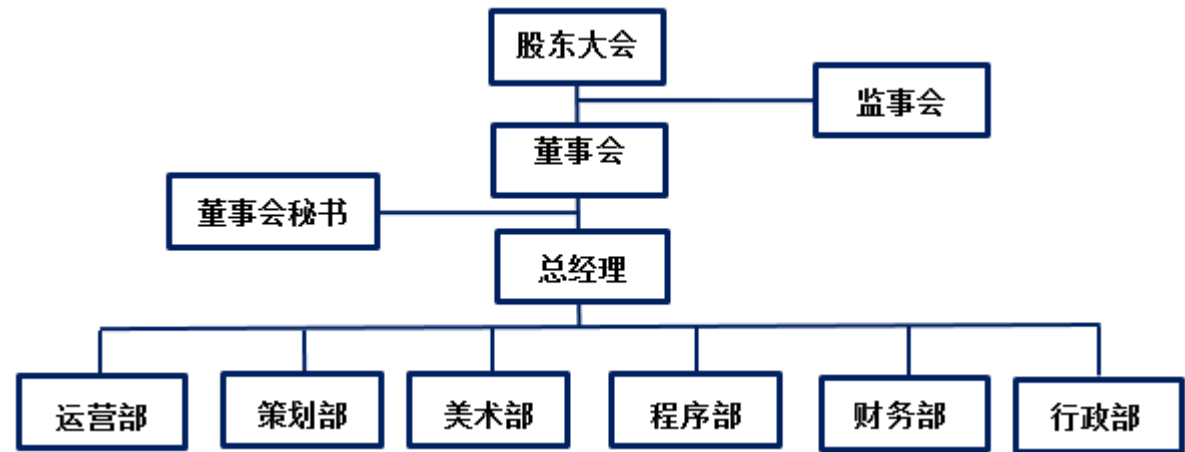 股东大会
监事会
董事会
董事会秘书
总经理
运营部
策划部
美术部
程序部
财务部
行政部